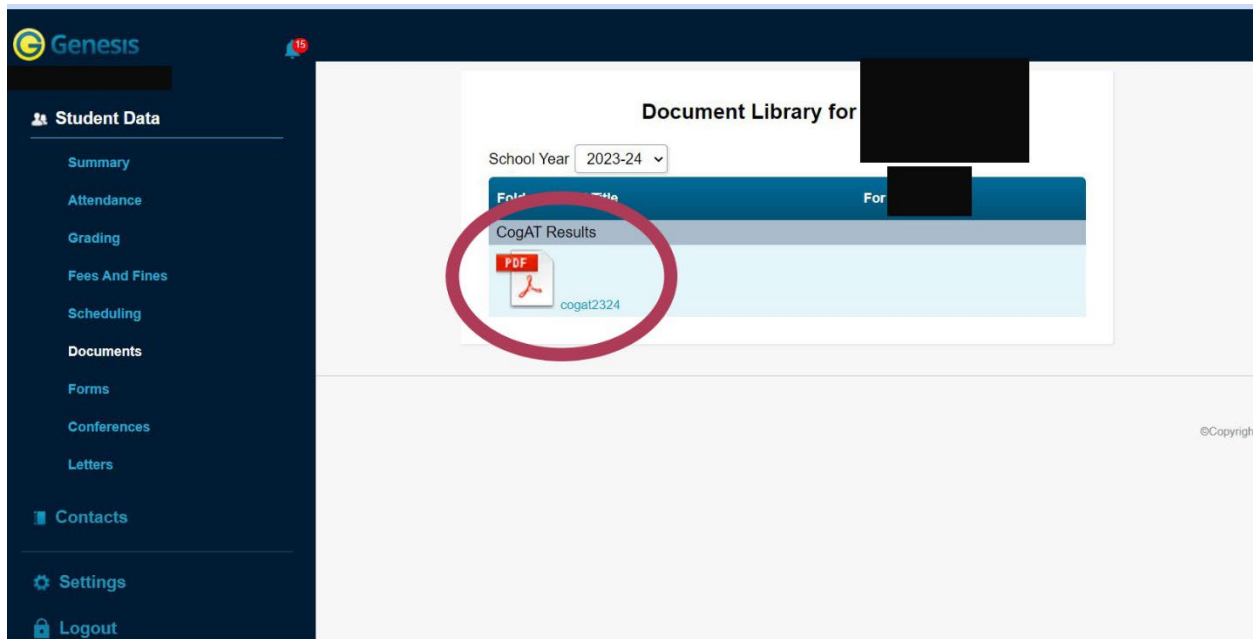 Genesis
15
Student Data
Summary
Attendance
Grading
Fees And Fines
Scheduling
Documents
Forms
Conferences
Letters
Contacts
Settings
Logout
Document Library for
School Year 2023-24
Title For
CogAT Results
PDF
cogat2324